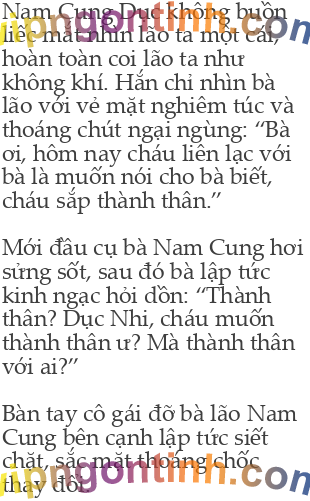 Nam Cung Dục không buồn
liếc mắt nhìn lão ta một cái,
hoàn toàn coi lão ta như
không khí. Hắn chỉ nhìn bà
lão với vẻ mặt nghiêm túc và
thoáng chút ngại ngùng: “Bà
ơi, hôm nay cháu liên lạc với
bà là muốn nói cho bà biết,
cháu sắp thành thân.”
Mới đầu cụ bà Nam Cung hơi
sửng sốt, sau đó bà lập tức
kinh ngạc hỏi dồn: “Thành
thân? Dục Nhi, cháu muốn
thành thân ư? Mà thành thân
với ai?”
Bàn tay cô gái đỡ bà lão Nam
Cung bên cạnh lập tức siết
chặt, sắc mặt thoáng chốc
thay đổi
vipngontinh.com
vipngontinh.com